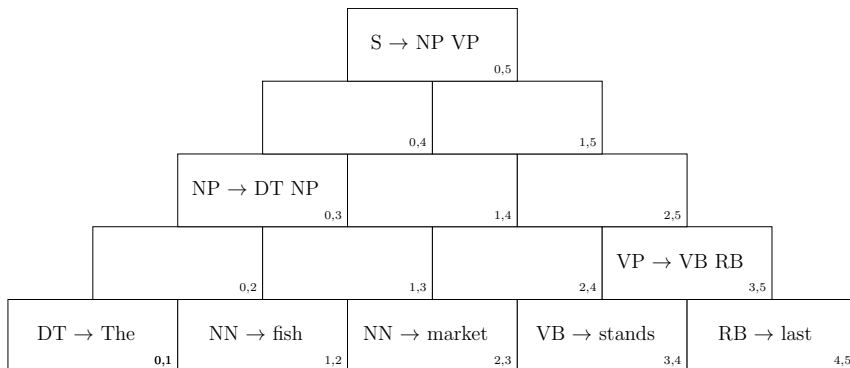 S → NP VP
0,5
0,4
1,5
NP → DT NP
0,3
1,4
2,5
0,2
1,3
2,4
VP → VB RB
3,5
DT → The
0,1
NN → fish
1,2
NN → market
2,3
VB → stands
3,4
RB → last
4,5